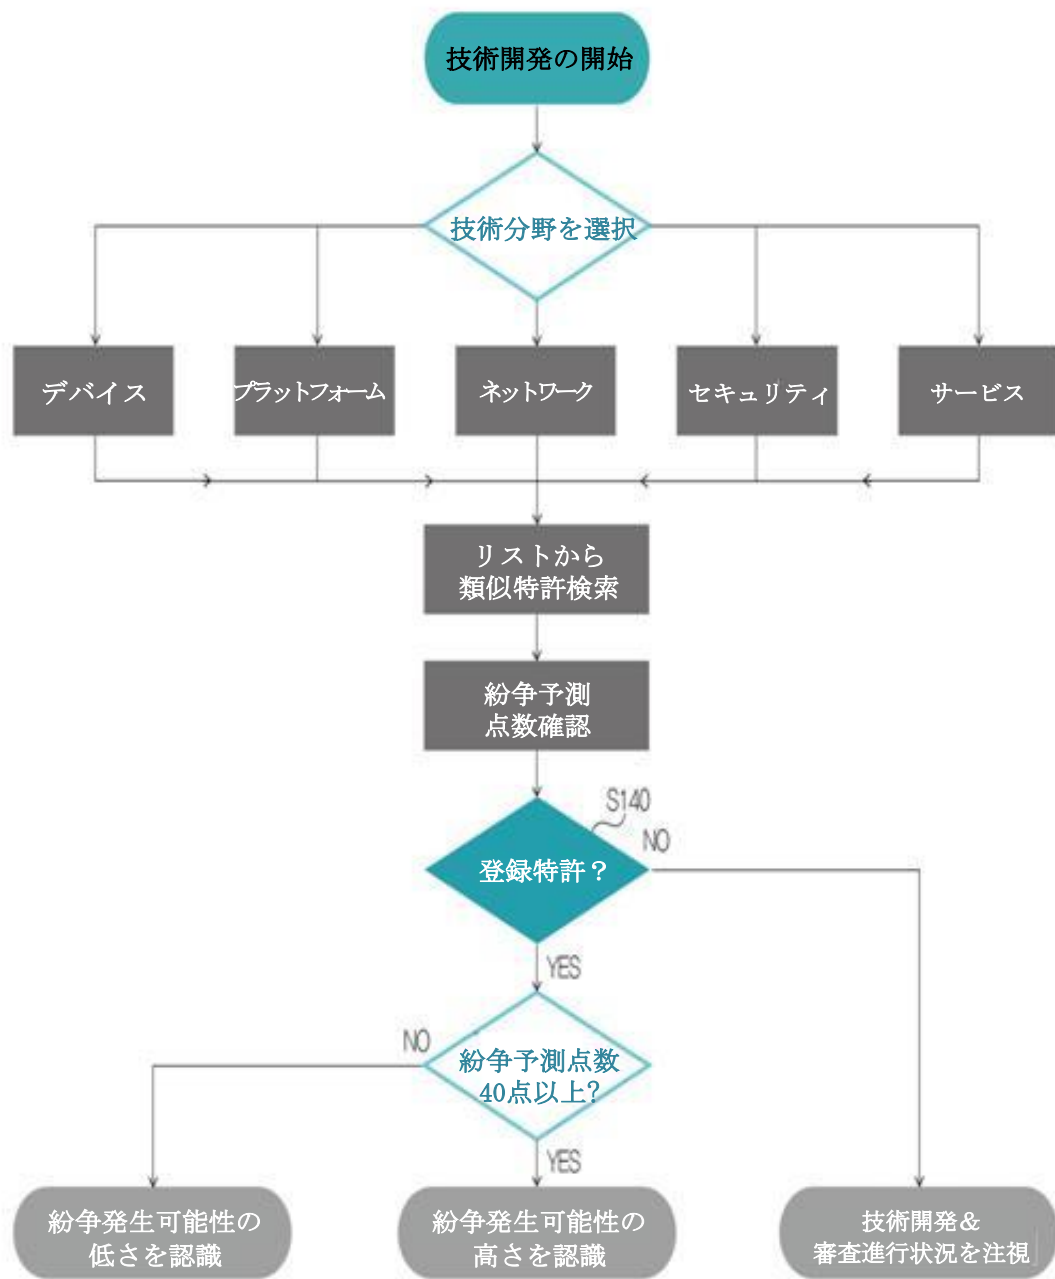 技術開発の開始
技術分野を選択
デバイス
プラットフォーム
ネットワーク
セキュリティ
サービス
リストから
類似特許検索
紛争予測
点数確認
S140
登録特許？
NO
YES
NO
紛争予測点数
40点以上?
YES
紛争発生可能性の
低さを認識
紛争発生可能性の
高さを認識
技術開発＆
審査進行状況を注視